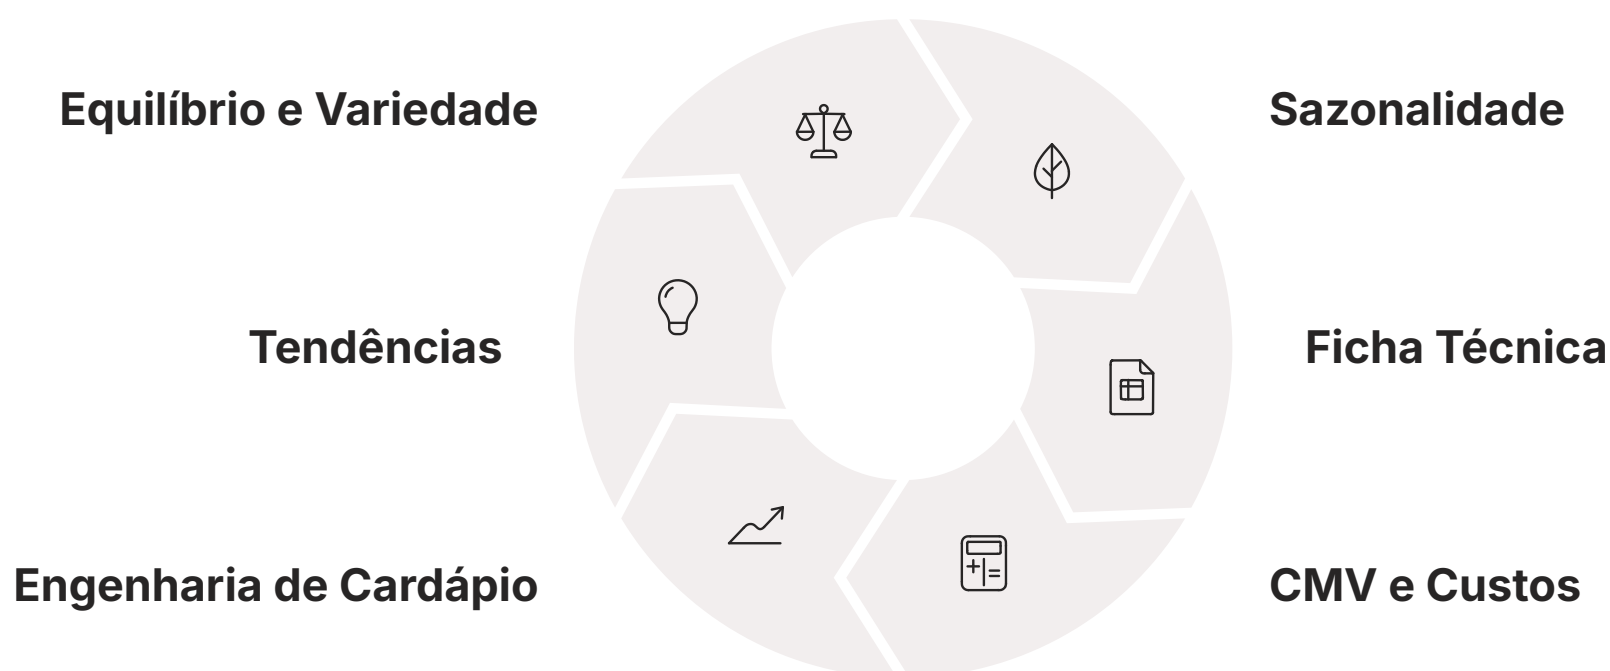 Equilíbrio e Variedade
Sazonalidade
Tendências
Ficha Técnica
Engenharia de Cardápio
CMV e Custos